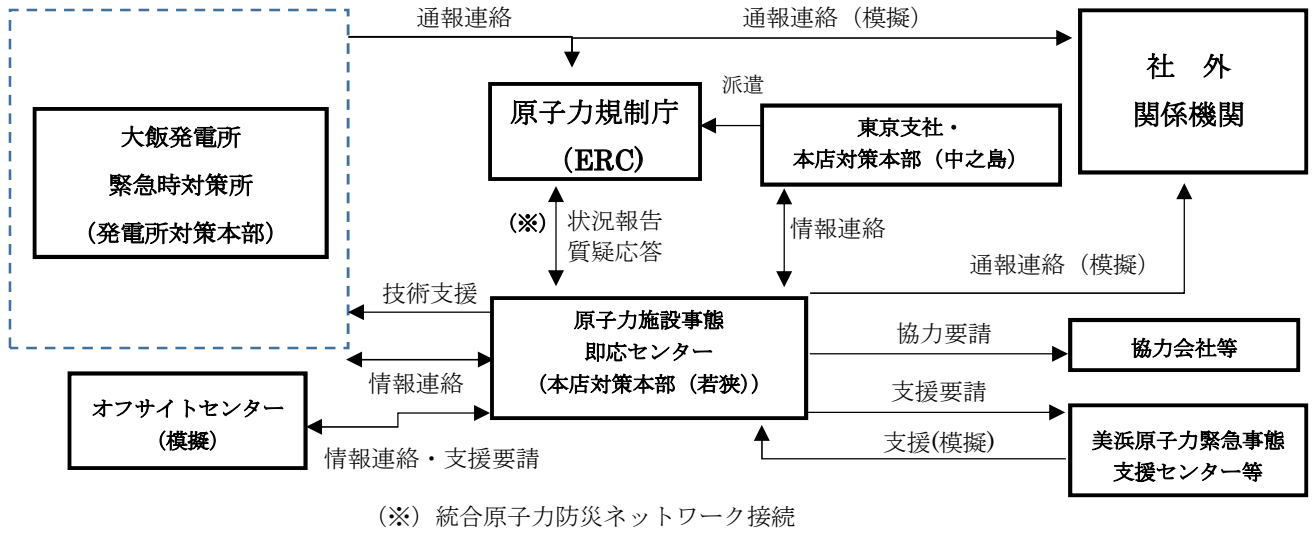 通報連絡
通報連絡（模擬）
社　外
関係機関
大飯発電所
緊急時対策所
（発電所対策本部）
原子力規制庁
(ERC)
派遣
東京支社・
本店対策本部（中之島）
（※）
状況報告
質疑応答
情報連絡
通報連絡（模擬）
技術支援
原子力施設事態
即応センター
（本店対策本部（若狭））
協力要請
協力会社等
情報連絡
オフサイトセンター
（模擬）
情報連絡・支援要請
支援要請
支援(模擬)
美浜原子力緊急事態
支援センター等
（※）統合原子力防災ネットワーク接続